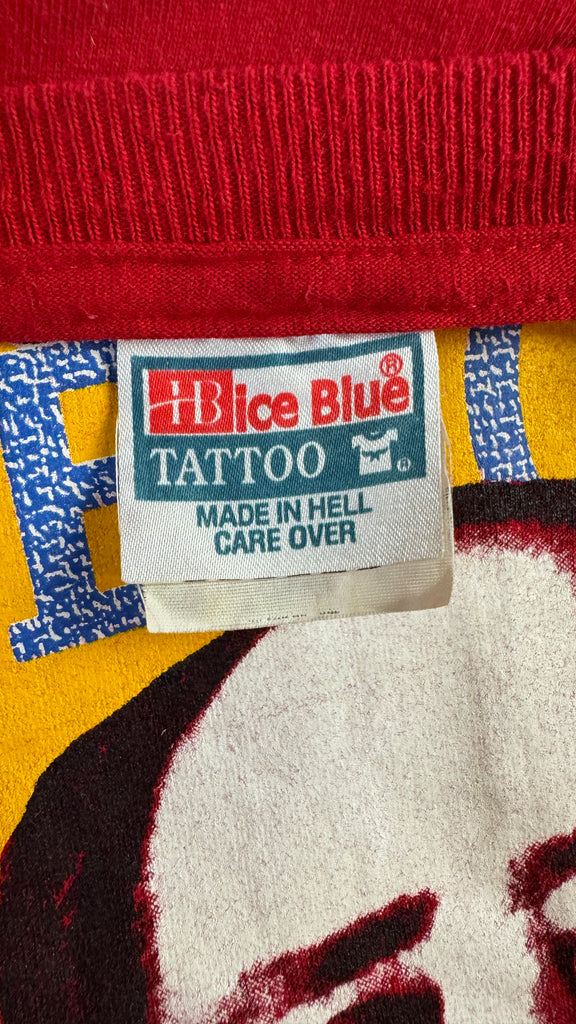 HB ice Blue ®
TATTOO ®
MADE IN HELL
CARE OVER